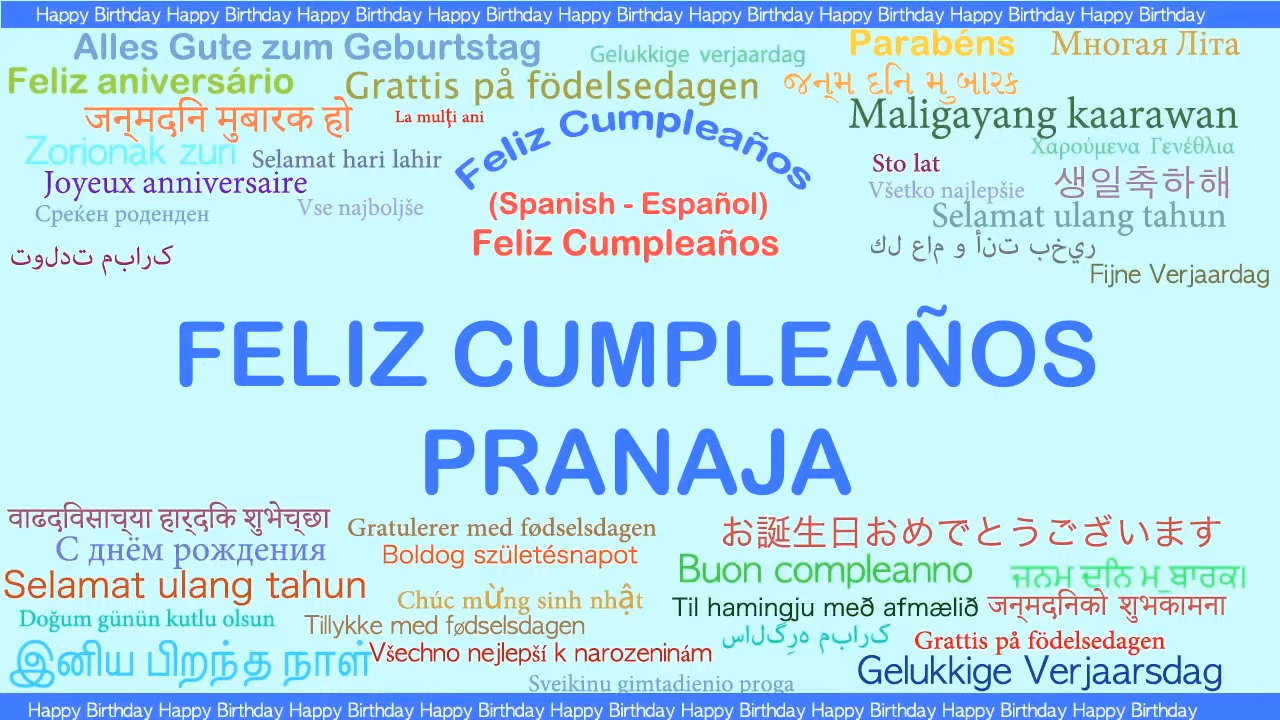 Happy Birthday Happy Birthday Happy Birthday Happy Birthday Happy Birthday Happy Birthday Happy Birthday Happy Birthday Happy Birthday
Alles Gute zum Geburtstag
Gelukkige verjaardag
Parabéns
Многая Літа
Feliz aniversário
Grattis på födelsedagen
જન્મ દિન મુબારક
जन्मदिन मुबारक हो
La mulţi ani
Feliz Cumpleaños
Maligayang kaarawan
Zorionak zuri
Selamat hari lahir
Χαρούμενα Γενέθλια
Sto lat
Joyeux anniversaire
(Spanish - Español)
Všetko najlepšie
생일축하해
Среќен роденден
Vse najboljše
Feliz Cumpleaños
Selamat ulang tahun
تولدت مبارک
كل عام و أنت بخير
Fijne Verjaardag
FELIZ CUMPLEAÑOS
PRANAJA
वाढदिवसाच्या हार्दिक शुभेच्छा
Gratulerer med fødselsdagen
お誕生日おめでとうございます
С днём рождения
Boldog születésnapot
Buon compleanno
ਜਨਮ ਦਿਨ ਮੁਬਾਰਕ।
Selamat ulang tahun
Chúc mừng sinh nhật
Til hamingju með afmælið
जन्मदिनको शुभकामना
Doğum günün kutlu olsun
Tillykke med fødselsdagen
سالگرہ مبارک
Grattis på födelsedagen
இனிய பிறந்த நாள்
Všechno nejlepší k narozeninám
Gelukkige Verjaarsdag
Sveikinu gimtadienio proga
Happy Birthday Happy Birthday Happy Birthday Happy Birthday Happy Birthday Happy Birthday Happy Birthday Happy Birthday Happy Birthday